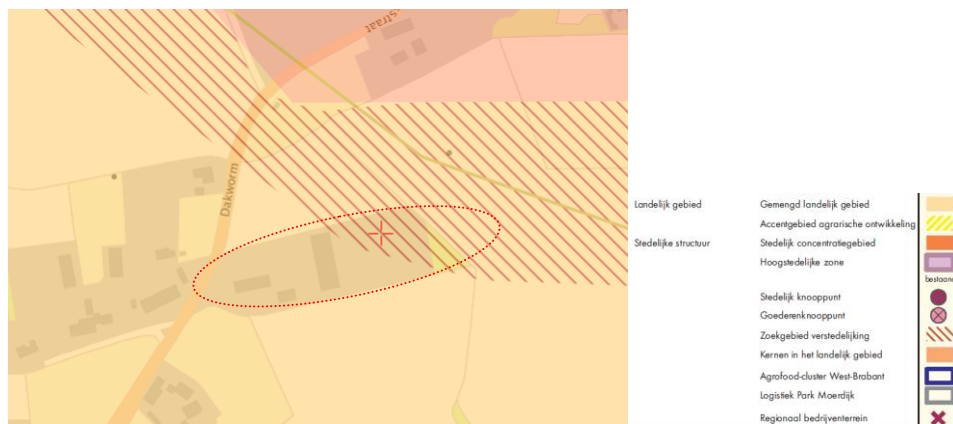 straat
Dakworm
Landelijk gebied Gemengd landelijk gebied
Accentgebied agrarische ontwikkeling
Stedelijke structuur Stedelijk concentratiegebied
Hoogstedelijke zone
bestaand
Stedelijk knooppunt
Goederenknooppunt
Zoekgebied verstedelijking
Kernen in het landelijk gebied
Agrofood-cluster West-Brabant
Logistiek Park Moerdijk
Regionaal bedrijventerrein